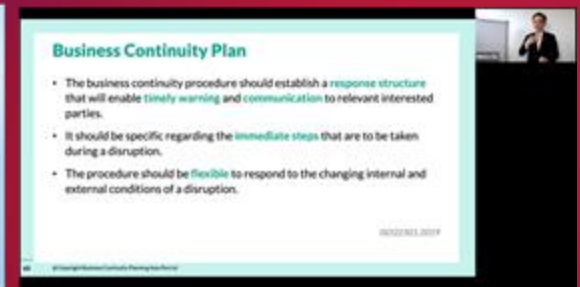 Business Continuity Plan
• The business continuity procedure should establish a response structure
that will enable timely warning and communication to relevant interested
parties.
• It should be specific regarding the immediate steps that are to be taken
during a disruption.
• The procedure should be flexible to respond to the changing internal and
external conditions of a disruption.